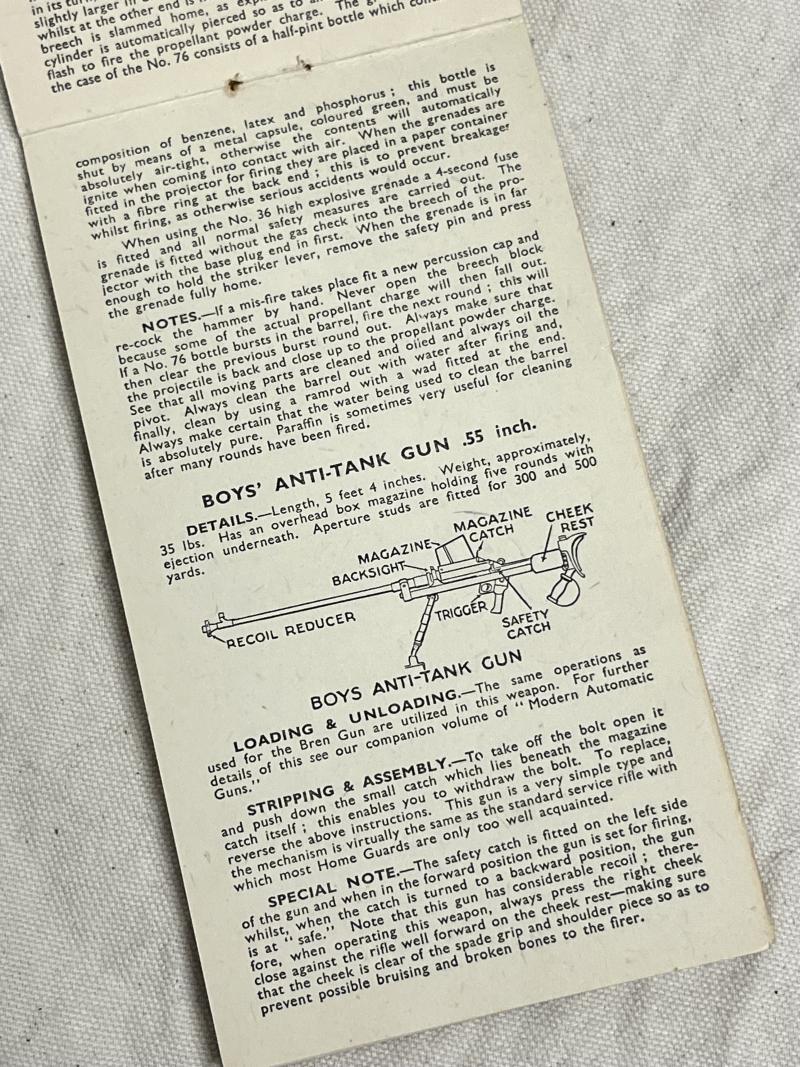 in its
slightly larger in
whilst at the other end is
breech is slammed home, as
cylinder is automatically pierced so as to
flash to fire the propellant powder charge. The
the case of the No. 76 consists of a half-pint bottle which
composition of benzene, latex and phosphorus; this bottle is
shut by means of a metal capsule, coloured green, and must be
absolutely air-tight, otherwise the contents will automatically
ignite when coming into contact with air. When the grenades are
fitted in the projector for firing they are placed in a paper container
with a fibre ring at the back end; this is to prevent breakage
whilst firing, as otherwise serious accidents would occur.
When using the No. 36 high explosive grenade a 4-second fuse
is fitted and all normal safety measures are carried out. The
grenade is fitted without the gas check into the breech of the pro-
jector with the base plug end in first. When the grenade is in far
enough to hold the striker lever, remove the safety pin and press
the grenade fully home.
NOTES.—If a mis-fire takes place fit a new percussion cap and
re-cock the hammer by hand. Never open the breech block
because some of the actual propellant charge will then fall out.
If a No. 76 bottle bursts in the barrel, fire the next round; this will
then clear the previous burst round out. Always make sure that
the projectile is back and close up to the propellant powder charge.
See that all moving parts are cleaned and oiled and always oil the
pivot. Always clean the barrel out with water after firing and,
finally, clean by using a ramrod with a wad fitted at the end.
Always make certain that the water being used to clean the barrel
is absolutely pure. Paraffin is sometimes very useful for cleaning
after many rounds have been fired.
BOYS' ANTI-TANK GUN .55 inch.
DETAILS.—Length, 5 feet 4 inches. Weight, approximately,
35 lbs. Has an overhead box magazine holding five rounds with
ejection underneath. Aperture studs are fitted for 300 and 500
yards.
MAGAZINE
MAGAZINE CATCH
CHEEK REST
BACKSIGHT
RECOIL REDUCER
TRIGGER
SAFETY CATCH
BOYS ANTI-TANK GUN
LOADING & UNLOADING.—The same operations as
used for the Bren Gun are utilized in this weapon. For further
details of this see our companion volume of "Modern Automatic
Guns."
STRIPPING & ASSEMBLY.—To take off the bolt open it
and push down the small catch which lies beneath the magazine
catch itself; this enables you to withdraw the bolt. To replace,
reverse the above instructions. This gun is a very simple type and
the mechanism is virtually the same as the standard service rifle with
which most Home Guards are only too well acquainted.
SPECIAL NOTE.—The safety catch is fitted on the left side
of the gun and when in the forward position the gun is set for firing,
whilst, when the catch is turned to a backward position, the gun
is at "safe." Note that this gun has considerable recoil; there-
fore, when operating this weapon, always press the right cheek
close against the rifle well forward on the cheek rest—making sure
that the cheek is clear of the spade grip and shoulder piece so as to
prevent possible bruising and broken bones to the firer.